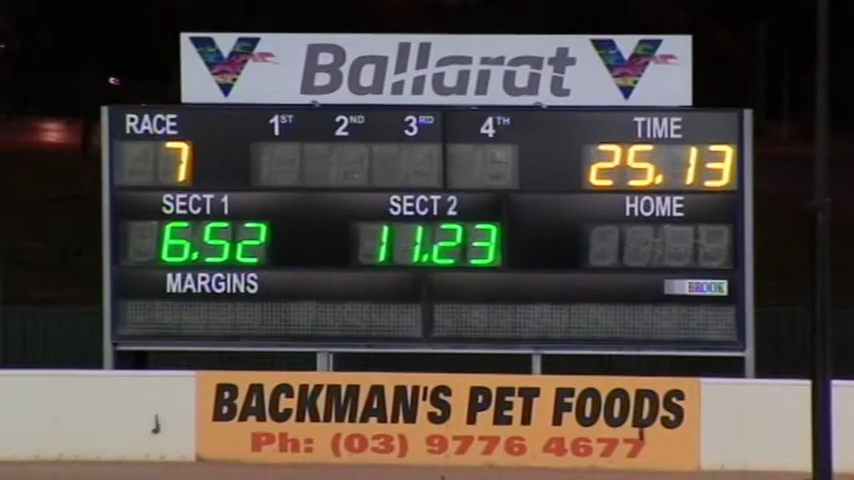 Ballarat
RACE 1ST 2ND 3RD 4TH TIME
7 25.13
SECT 1 SECT 2 HOME
6.52 11.23
MARGINS BROOK
BACKMAN'S PET FOODS
Ph: (03) 9776 4677